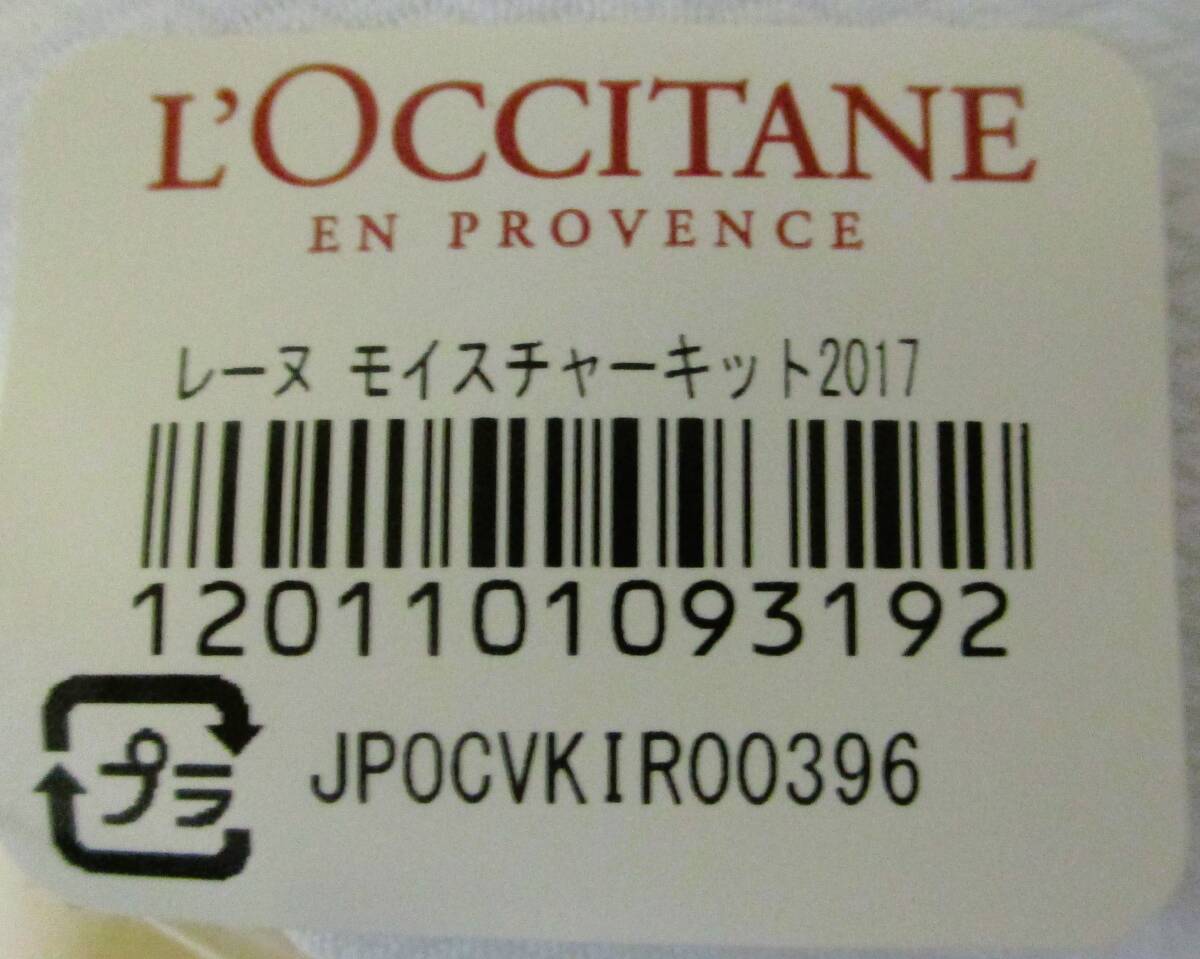 L'OCCITANE
EN PROVENCE
レーヌ モイスチャーキット2017
1201101093192
プラ
JPOCVKIR00396